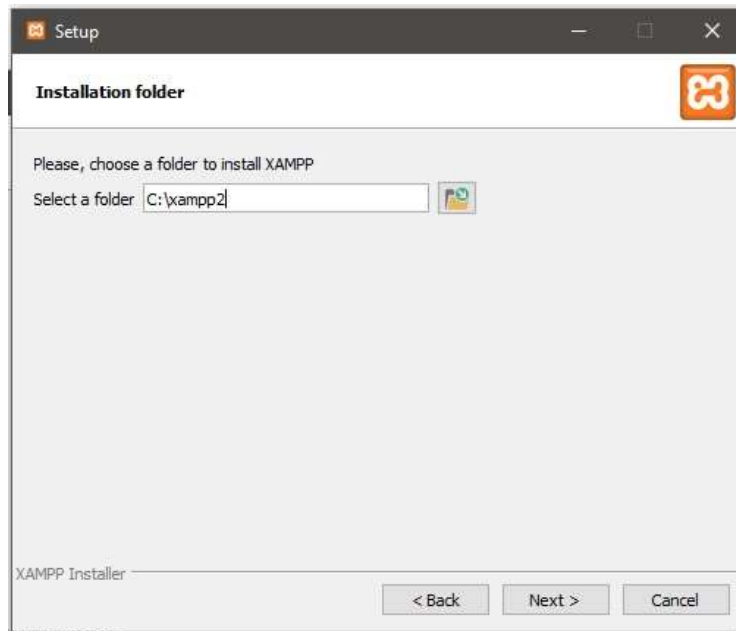 Setup
Installation folder
Please, choose a folder to install XAMPP
Select a folder C:\xampp2
XAMPP Installer
< Back Next > Cancel